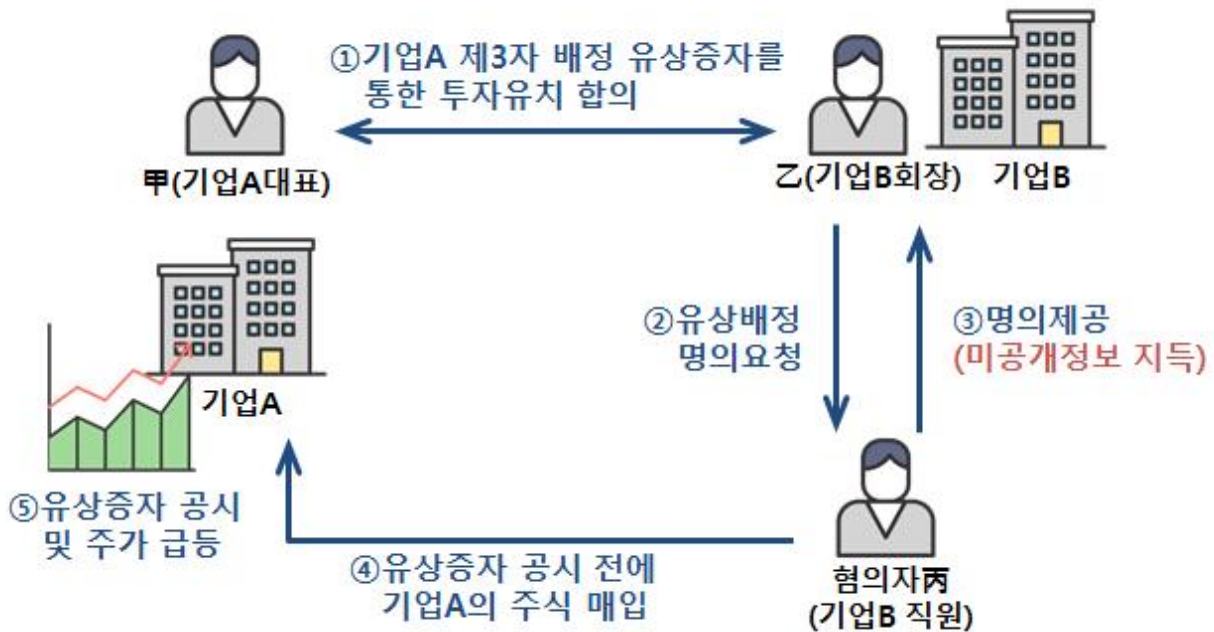 ①기업A 제3자 배정 유상증자를
통한 투자유치 합의
甲(기업A대표)
乙(기업B회장)
기업B
②유상배정
명의요청
③명의제공
(미공개정보 지득)
기업A
⑤유상증자 공시
및 주가 급등
④유상증자 공시 전에
기업A의 주식 매입
혐의자丙
(기업B 직원)